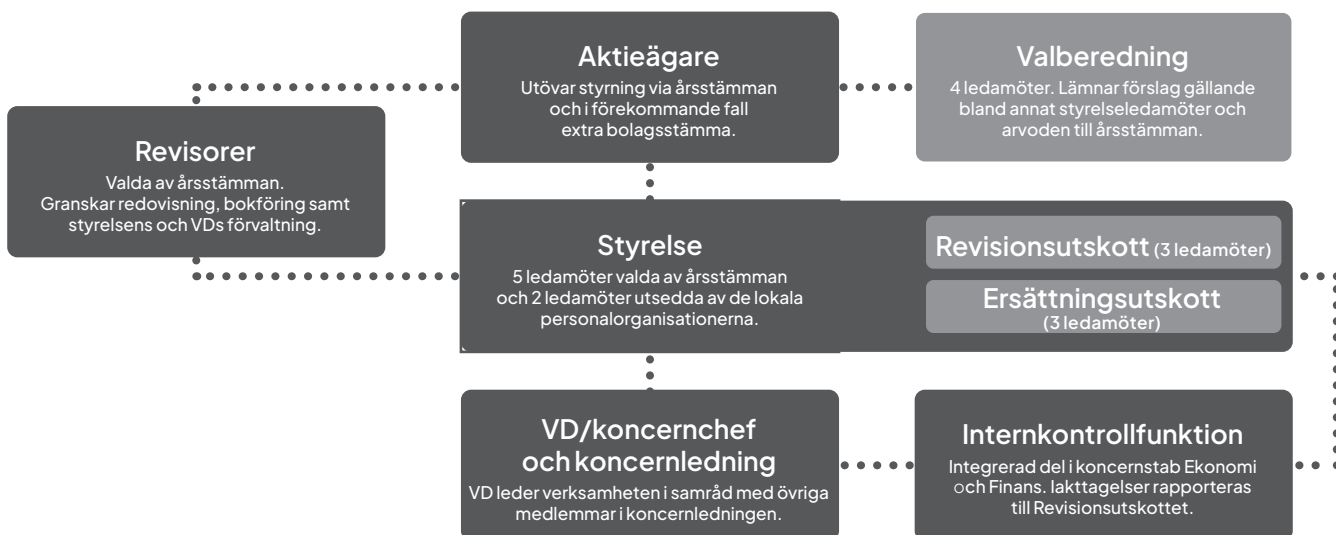 Aktieägare
Utövar styrning via årsstämman
och i förekommande fall
extra bolagsstämma.
Valberedning
4 ledamöter. Lämnar förslag gällande
bland annat styrelseledamöter och
arvoden till årsstämman.
Revisorer
Valda av årsstämman.
Granskar redovisning, bokföring samt
styrelsens och VDs förvaltning.
Styrelse
5 ledamöter valda av årsstämman
och 2 ledamöter utsedda av de lokala
personalorganisationerna.
Revisionsutskott (3 ledamöter)
Ersättningsutskott
(3 ledamöter)
VD/koncernchef
och koncernledning
VD leder verksamheten i samråd med övriga
medlemmar i koncernledningen.
Internkontrollfunktion
Integrerad del i koncernstab Ekonomi
och Finans. Iakttagelser rapporteras
till Revisionsutskottet.